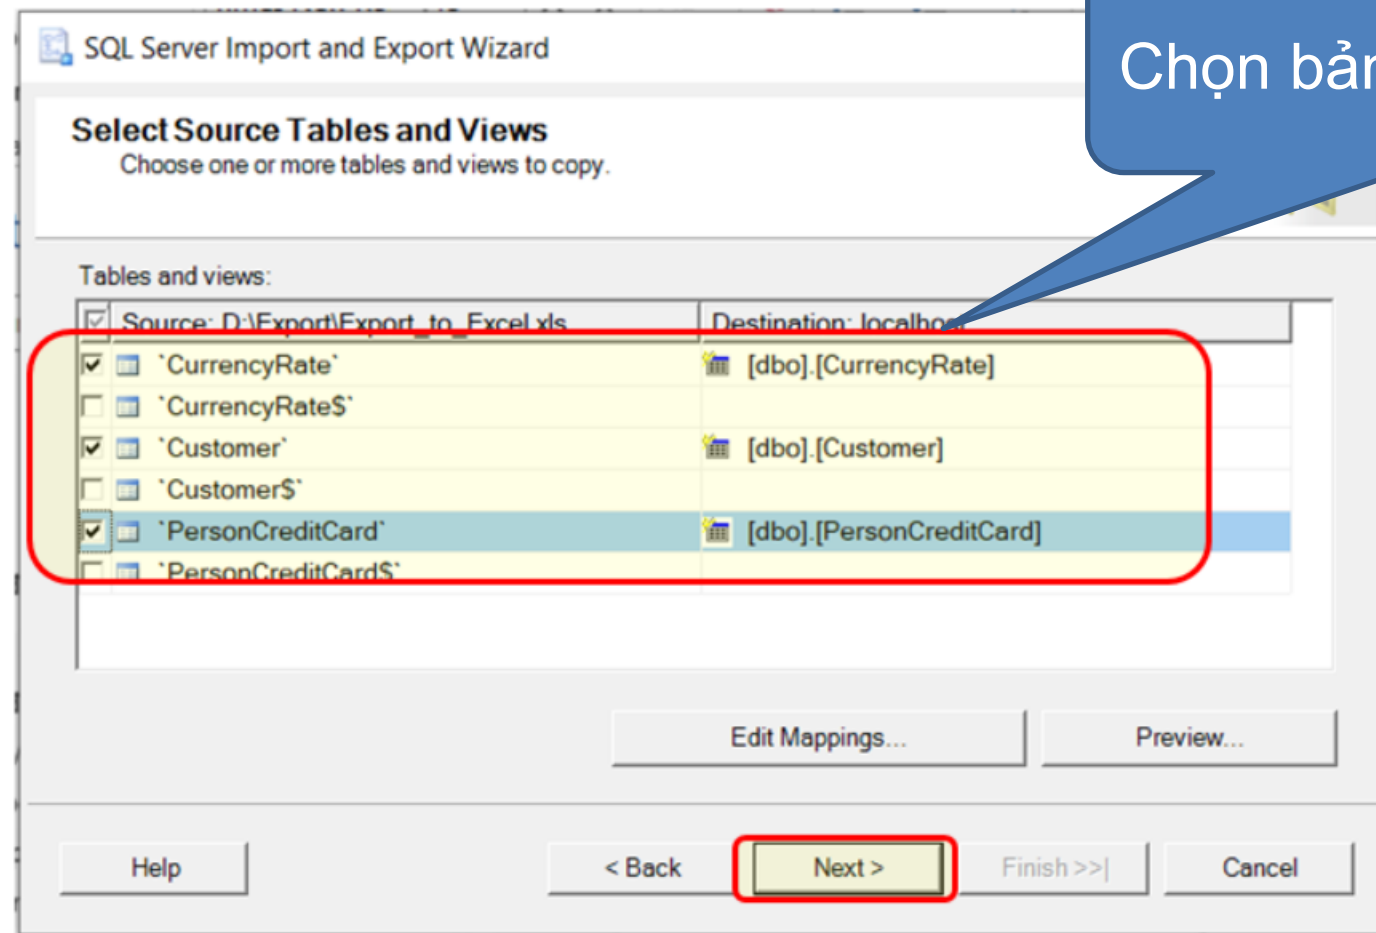 SQL Server Import and Export Wizard
Chọn bản
Select Source Tables and Views
Choose one or more tables and views to copy.
Tables and views:
Source: D:\Export\Export_to_Excel.xls Destination: localhost
`CurrencyRate` [dbo].[CurrencyRate]
`CurrencyRate$`
`Customer` [dbo].[Customer]
`Customer$`
`PersonCreditCard` [dbo].[PersonCreditCard]
`PersonCreditCard$`
Edit Mappings... Preview...
Help < Back Next > Finish >>| Cancel